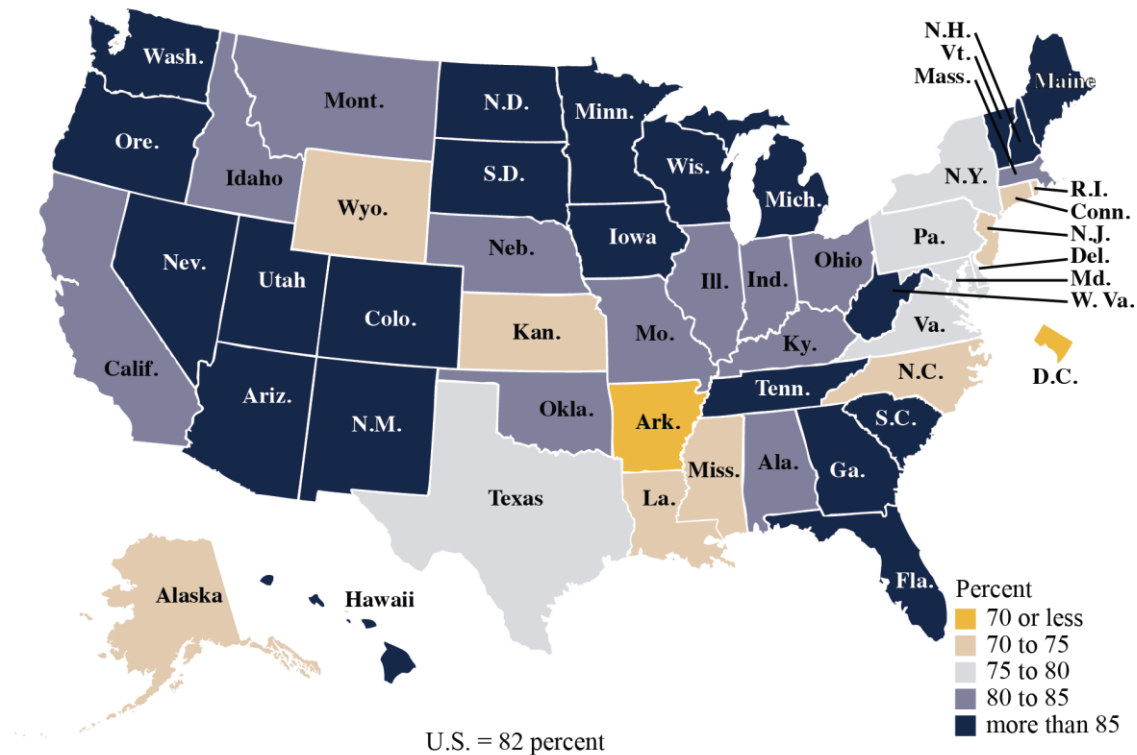 N.H.
Vt.
Mass.
Maine
Wash.
Mont.
N.D.
Minn.
Ore.
Idaho
S.D.
Wis.
Mich.
N.Y.
R.I.
Conn.
N.J.
Del.
Md.
W. Va.
Wyo.
Neb.
Iowa
Pa.
Nev.
Utah
Colo.
Ill.
Ind.
Ohio
Kan.
Mo.
Ky.
Va.
D.C.
Calif.
Ariz.
N.M.
Okla.
Ark.
Tenn.
N.C.
S.C.
Texas
La.
Miss.
Ala.
Ga.
Fla.
Alaska
Hawaii
Percent
70 or less
70 to 75
75 to 80
80 to 85
more than 85
U.S. = 82 percent